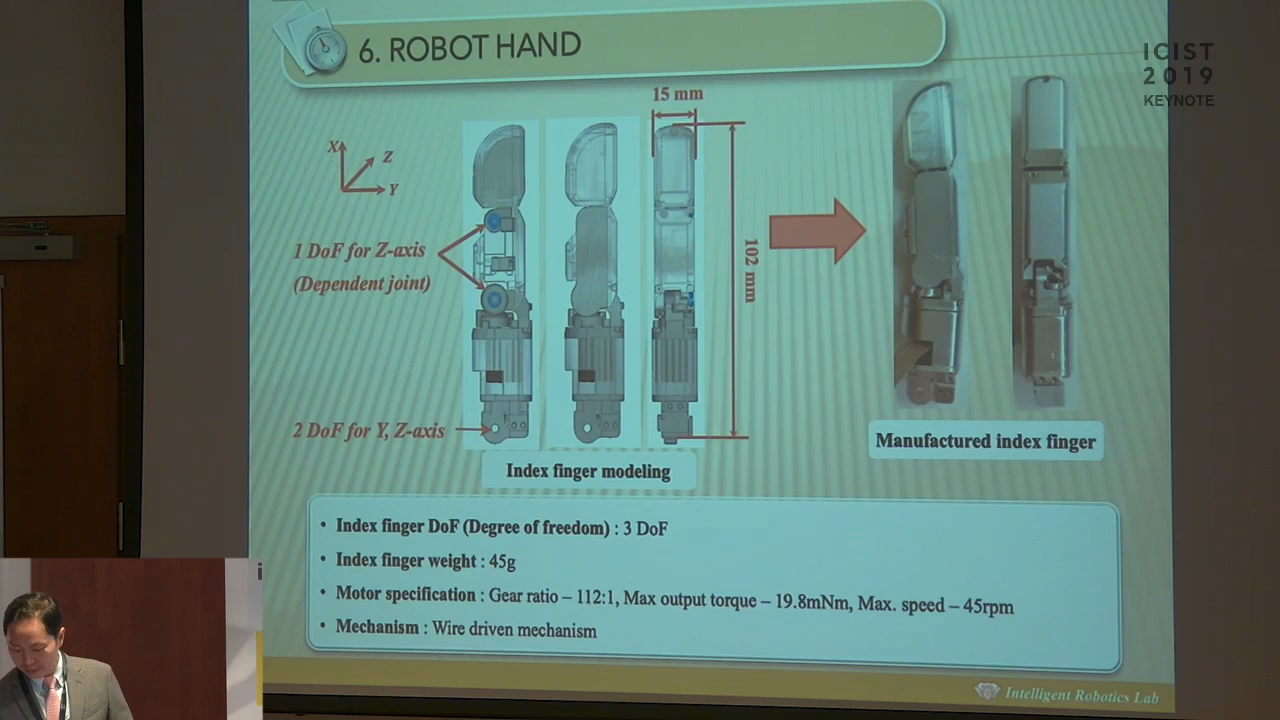 6. ROBOT HAND
ICIST
2019
KEYNOTE
15 mm
X
Z
Y
1 DoF for Z-axis
(Dependent joint)
102 mm
2 DoF for Y, Z-axis
Index finger modeling
Manufactured index finger
• Index finger DoF (Degree of freedom) : 3 DoF
• Index finger weight : 45g
• Motor specification : Gear ratio – 112:1, Max output torque – 19.8mNm, Max. speed – 45rpm
• Mechanism : Wire driven mechanism
Intelligent Robotics Lab